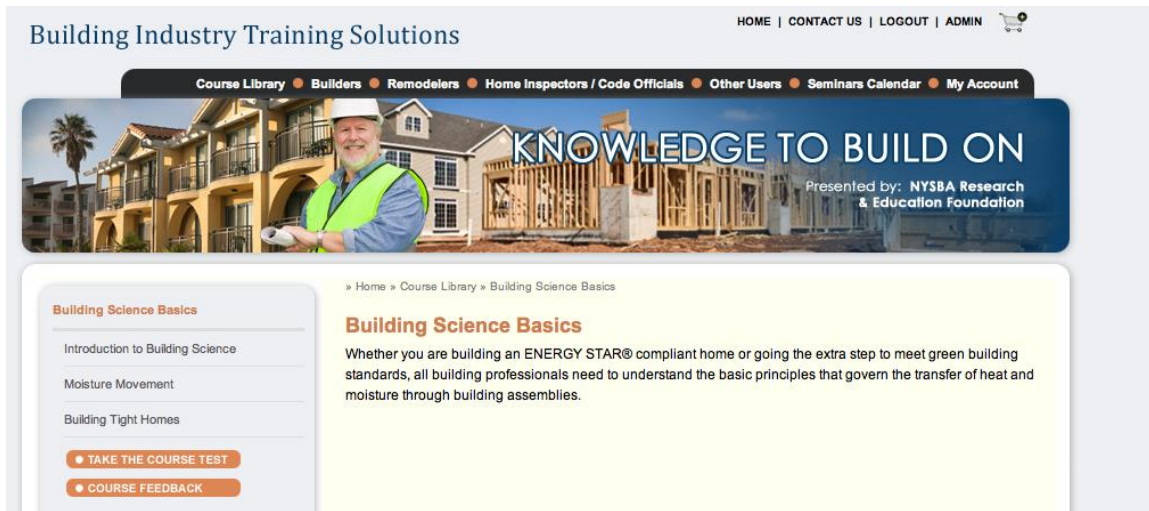 Building Industry Training Solutions
HOME | CONTACT US | LOGOUT | ADMIN
Course Library Builders Remodelers Home Inspectors / Code Officials Other Users Seminars Calendar My Account
KNOWLEDGE TO BUILD ON
Presented by: NYSBA Research
& Education Foundation
» Home » Course Library » Building Science Basics
Building Science Basics
Introduction to Building Science
Moisture Movement
Building Tight Homes
TAKE THE COURSE TEST
COURSE FEEDBACK
Building Science Basics
Whether you are building an ENERGY STAR® compliant home or going the extra step to meet green building
standards, all building professionals need to understand the basic principles that govern the transfer of heat and
moisture through building assemblies.